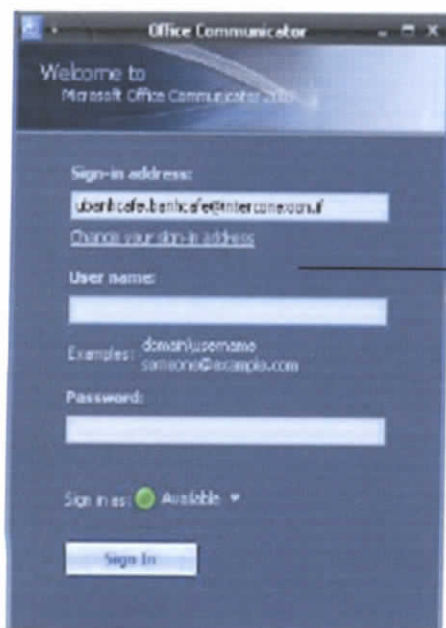 Office Communicator
Welcome to
Microsoft Office Communicator
Sign-in address:
Change your sign-in address
User name:
Examples: domain\username
someone@example.com
Password:
Sign in as: Available
Sign In